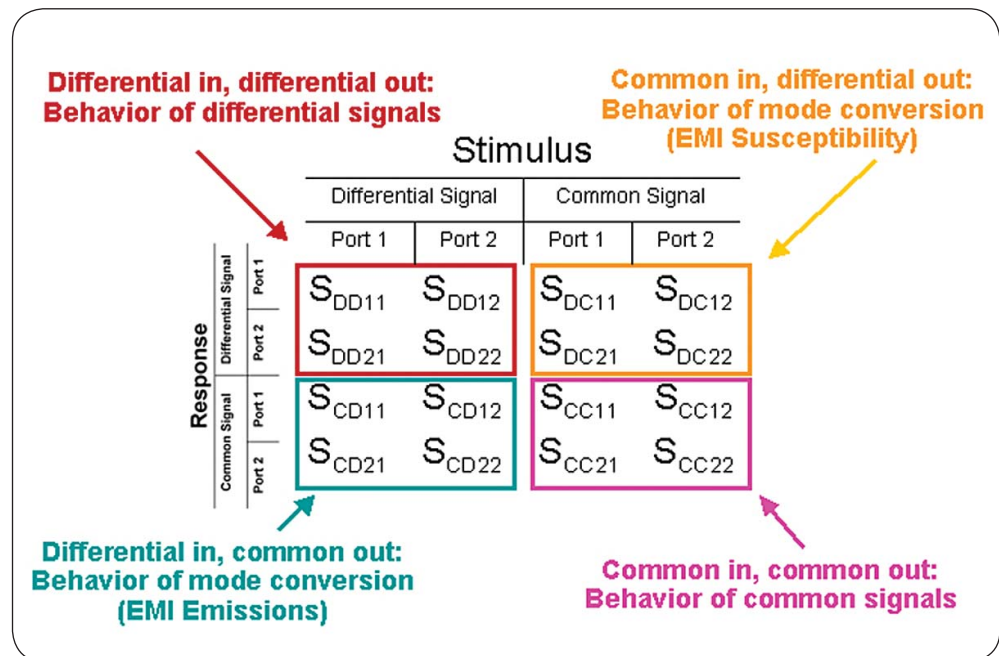 Differential in, differential out:
Behavior of differential signals
Common in, differential out:
Behavior of mode conversion
(EMI Susceptibility)
Stimulus
Differential Signal
Common Signal
Port 1
Port 2
Port 1
Port 2
Response
Differential Signal
Port 1
Port 2
Common Signal
Port 1
Port 2
SDD11 SDD12 SDC11 SDC12
SDD21 SDD22 SDC21 SDC22
SCD11 SCD12 SCC11 SCC12
SCD21 SCD22 SCC21 SCC22
Differential in, common out:
Behavior of mode conversion
(EMI Emissions)
Common in, common out:
Behavior of common signals